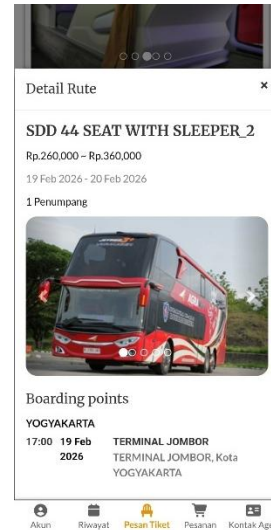 Detail Rute ×
SDD 44 SEAT WITH SLEEPER_2
Rp.260,000 ~ Rp.360,000
19 Feb 2026 - 20 Feb 2026
1 Penumpang
AGRA
Boarding points
YOGYAKARTA
17:00 19 Feb TERMINAL JOMBOR
2026 TERMINAL JOMBOR, Kota
YOGYAKARTA
Akun Riwayat Pesan Tiket Pesanan Kontak Age